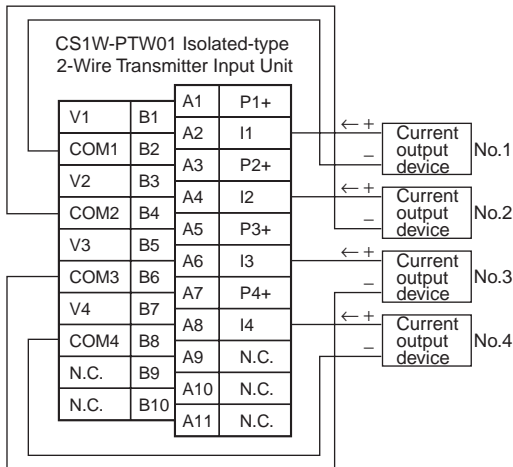 CS1W-PTW01 Isolated-type
2-Wire Transmitter Input Unit
A1 P1+
V1 B1
A2 I1
COM1 B2
A3 P2+
V2 B3
A4 I2
COM2 B4
A5 P3+
V3 B5
A6 I3
COM3 B6
A7 P4+
V4 B7
A8 I4
COM4 B8
A9 N.C.
N.C. B9
A10 N.C.
N.C. B10
A11 N.C.
← +
−
Current
output
device
No.1
← +
−
Current
output
device
No.2
← +
−
Current
output
device
No.3
← +
−
Current
output
device
No.4